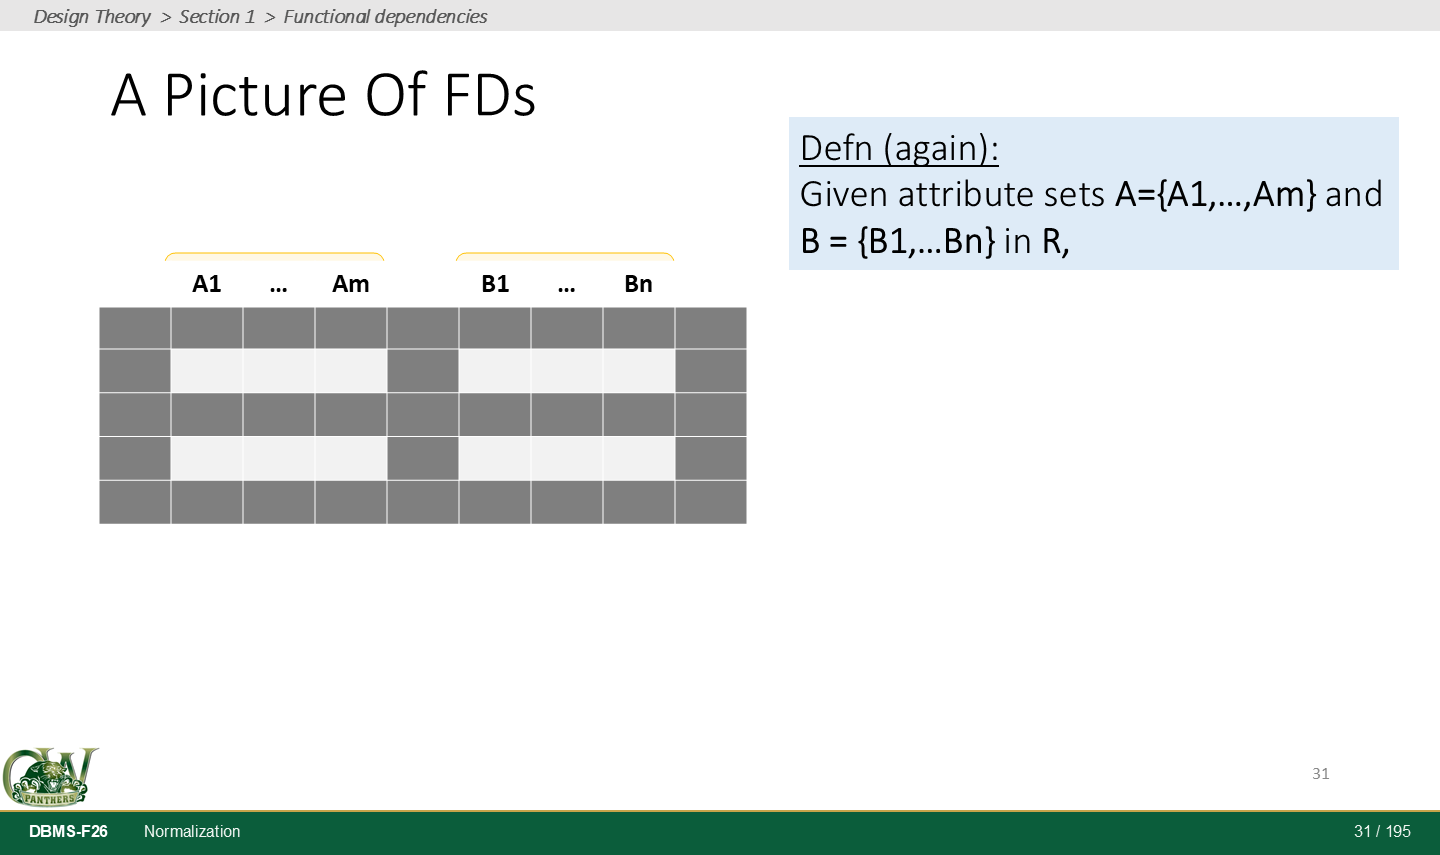 Design Theory > Section 1 > Functional dependencies
A Picture Of FDs
Defn (again):
Given attribute sets A={A1,…,Am} and
B = {B1,…Bn} in R,
A1 … Am B1 … Bn
OW
PANTHERS
31
DBMS-F26 Normalization 31 / 195